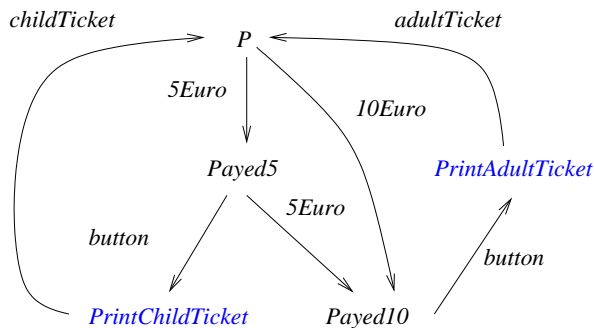 childTicket
adultTicket
P
5Euro
10Euro
Payed5
PrintAdultTicket
5Euro
button
button
PrintChildTicket
Payed10